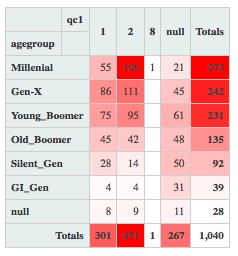 qc1 1 2 8 null Totals
agegroup
Millenial 55 196 1 21 273
Gen-X 86 111 45 242
Young_Boomer 75 95 61 231
Old_Boomer 45 42 48 135
Silent_Gen 28 14 50 92
GI_Gen 4 4 31 39
null 8 9 11 28
Totals 301 471 1 267 1,040